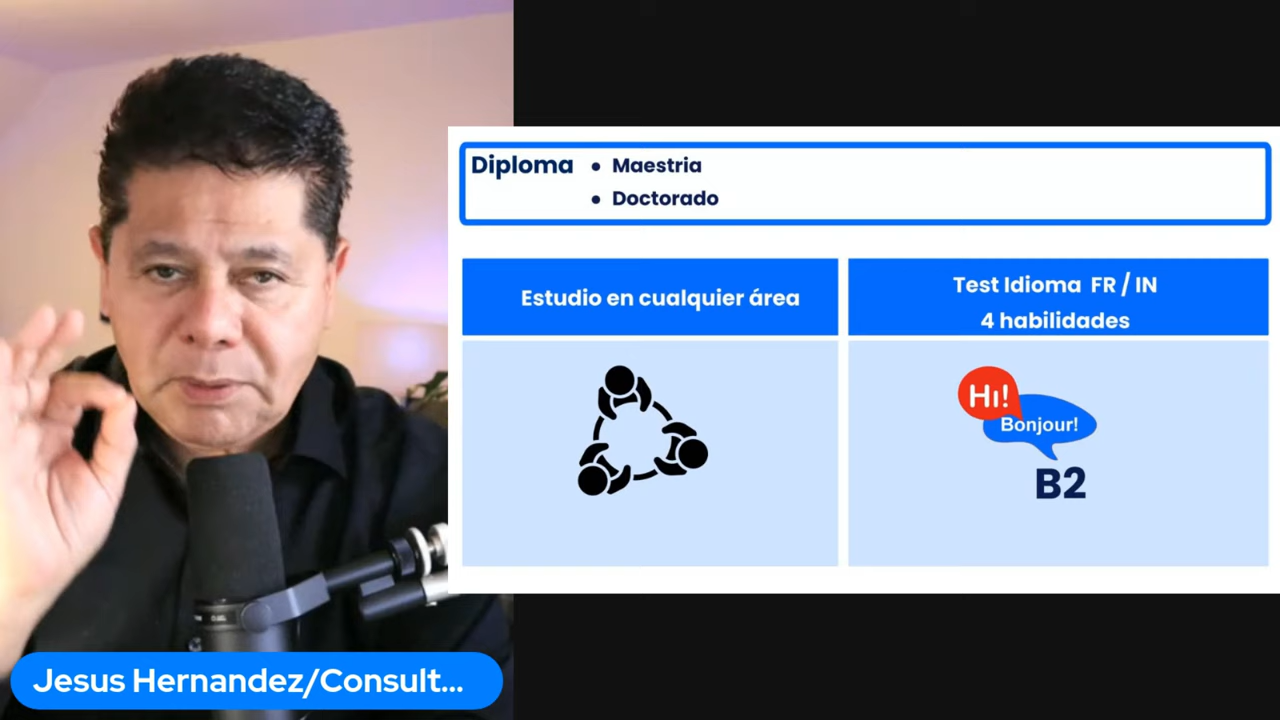 Diploma
• Maestria
• Doctorado
Estudio en cualquier área
Test Idioma FR / IN
4 habilidades
Hi!
Bonjour!
B2
Jesus Hernandez/Consult...